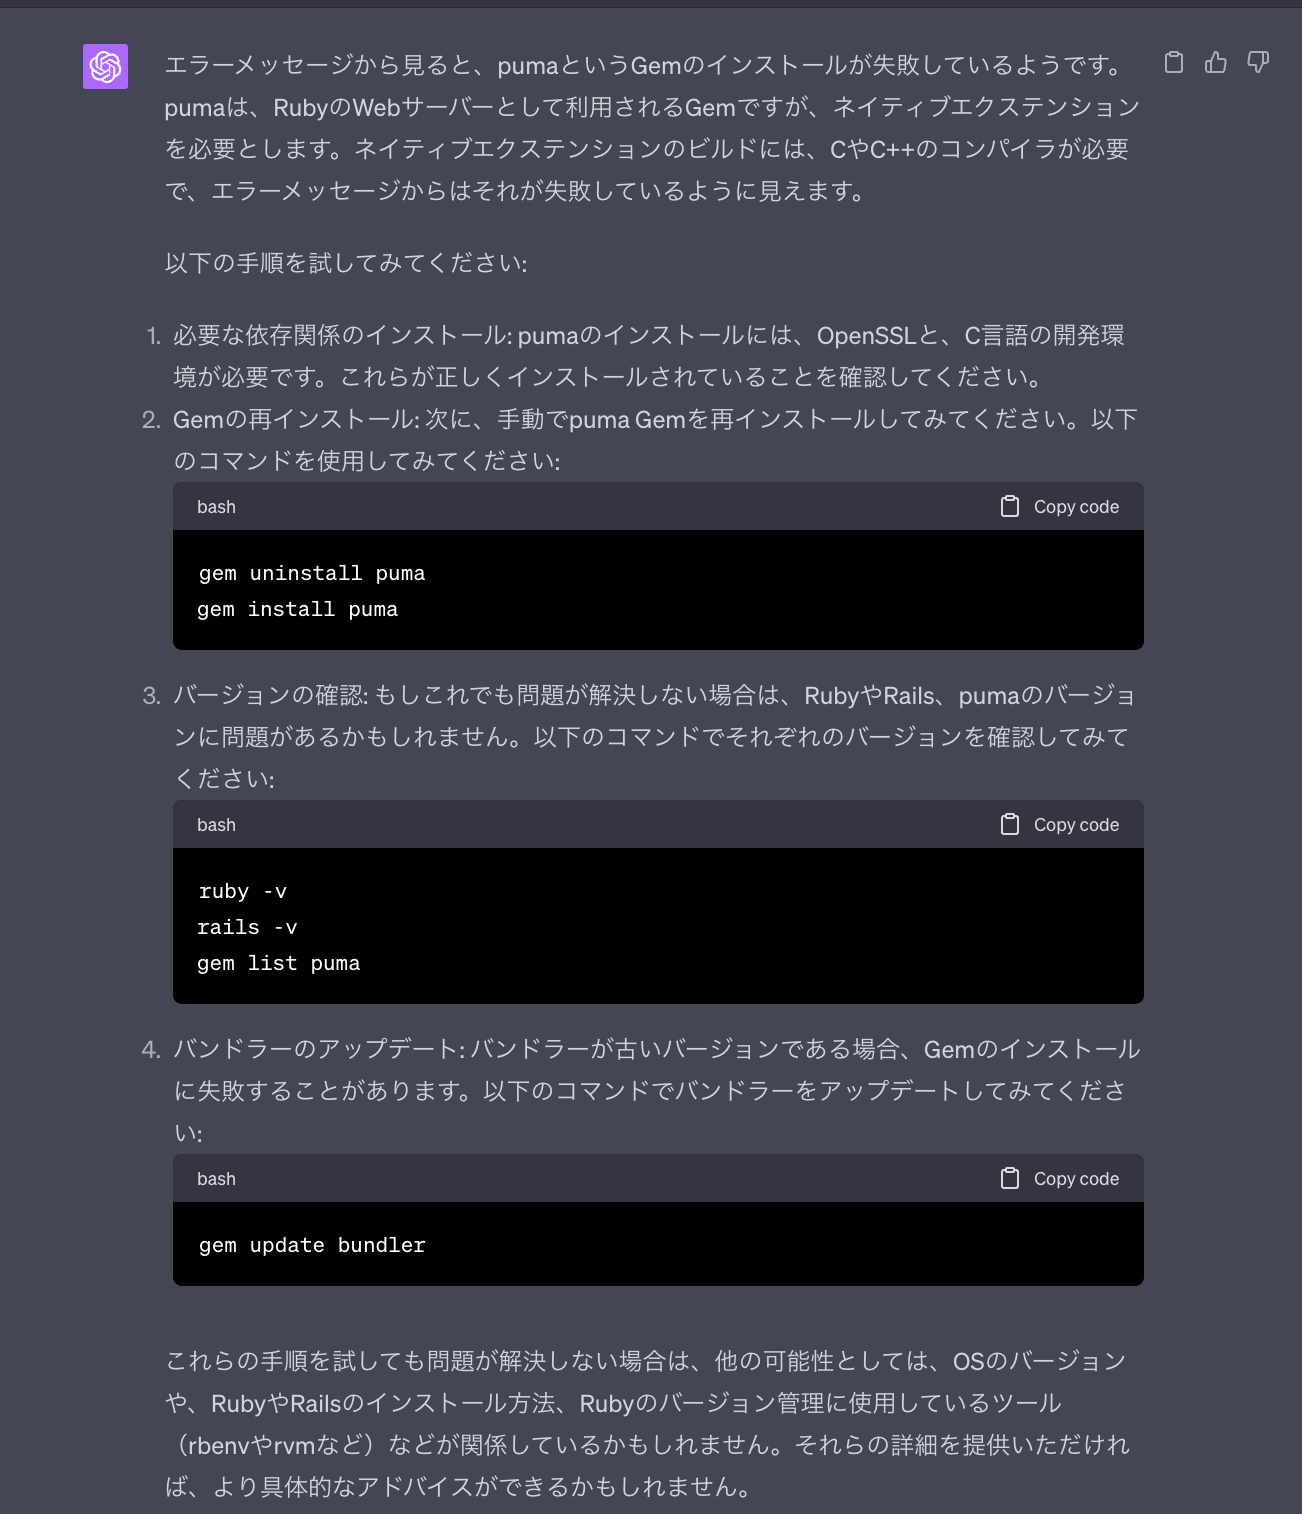 エラーメッセージから見ると、pumaというGemのインストールが失敗しているようです。
pumaは、RubyのWebサーバーとして利用されるGemですが、ネイティブエクステンション
を必要とします。ネイティブエクステンションのビルドには、CやC++のコンパイラが必要
で、エラーメッセージからはそれが失敗しているように見えます。
以下の手順を試してみてください:
1. 必要な依存関係のインストール: pumaのインストールには、OpenSSLと、C言語の開発環
境が必要です。これらが正しくインストールされていることを確認してください。
2. Gemの再インストール: 次に、手動でpuma Gemを再インストールしてみてください。以下
のコマンドを使用してみてください:
bash Copy code
gem uninstall puma
gem install puma
3. バージョンの確認: もしこれでも問題が解決しない場合は、RubyやRails、pumaのバージョ
ンに問題があるかもしれません。以下のコマンドでそれぞれのバージョンを確認してみて
ください:
bash Copy code
ruby -v
rails -v
gem list puma
4. バンドラーのアップデート: バンドラーが古いバージョンである場合、Gemのインストール
に失敗することがあります。以下のコマンドでバンドラーをアップデートしてみてくださ
い:
bash Copy code
gem update bundler
これらの手順を試しても問題が解決しない場合は、他の可能性としては、OSのバージョン
や、RubyやRailsのインストール方法、Rubyのバージョン管理に使用しているツール
（rbenvやrvmなど）などが関係しているかもしれません。それらの詳細を提供いただけれ
ば、より具体的なアドバイスができるかもしれません。